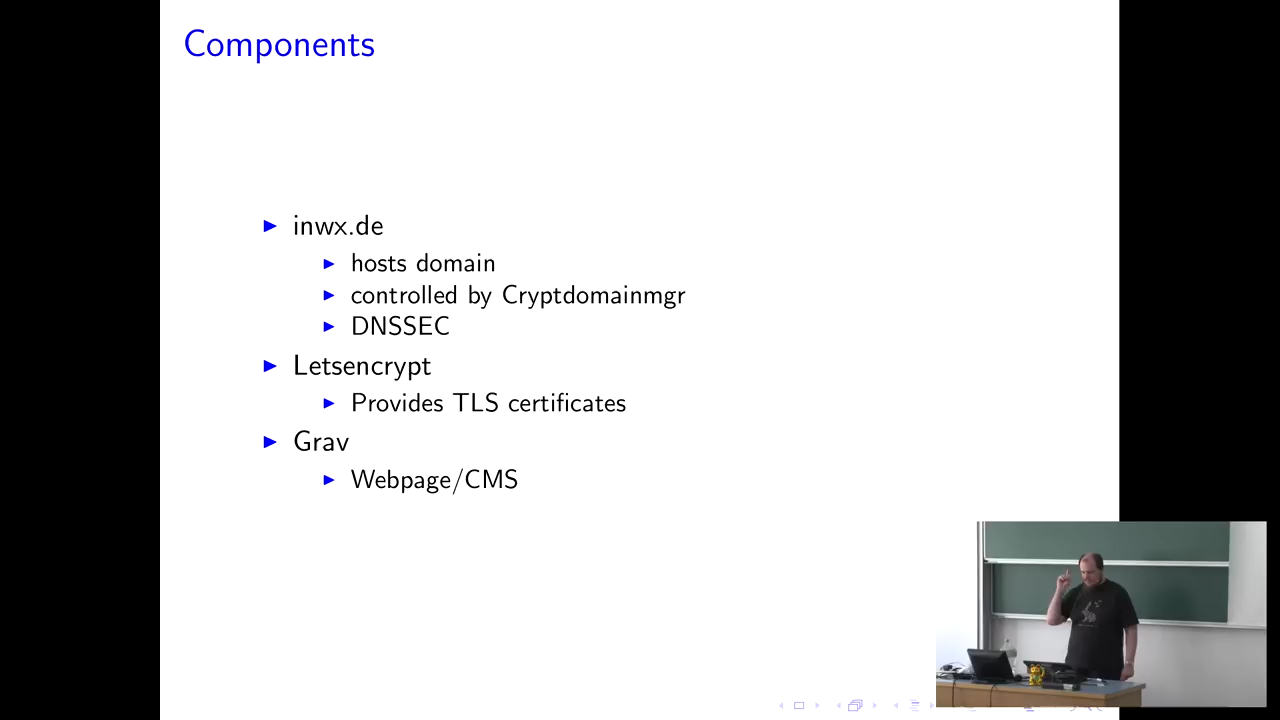 Components
inwx.de
hosts domain
controlled by Cryptdomainmgr
DNSSEC
Letsencrypt
Provides TLS certificates
Grav
Webpage/CMS